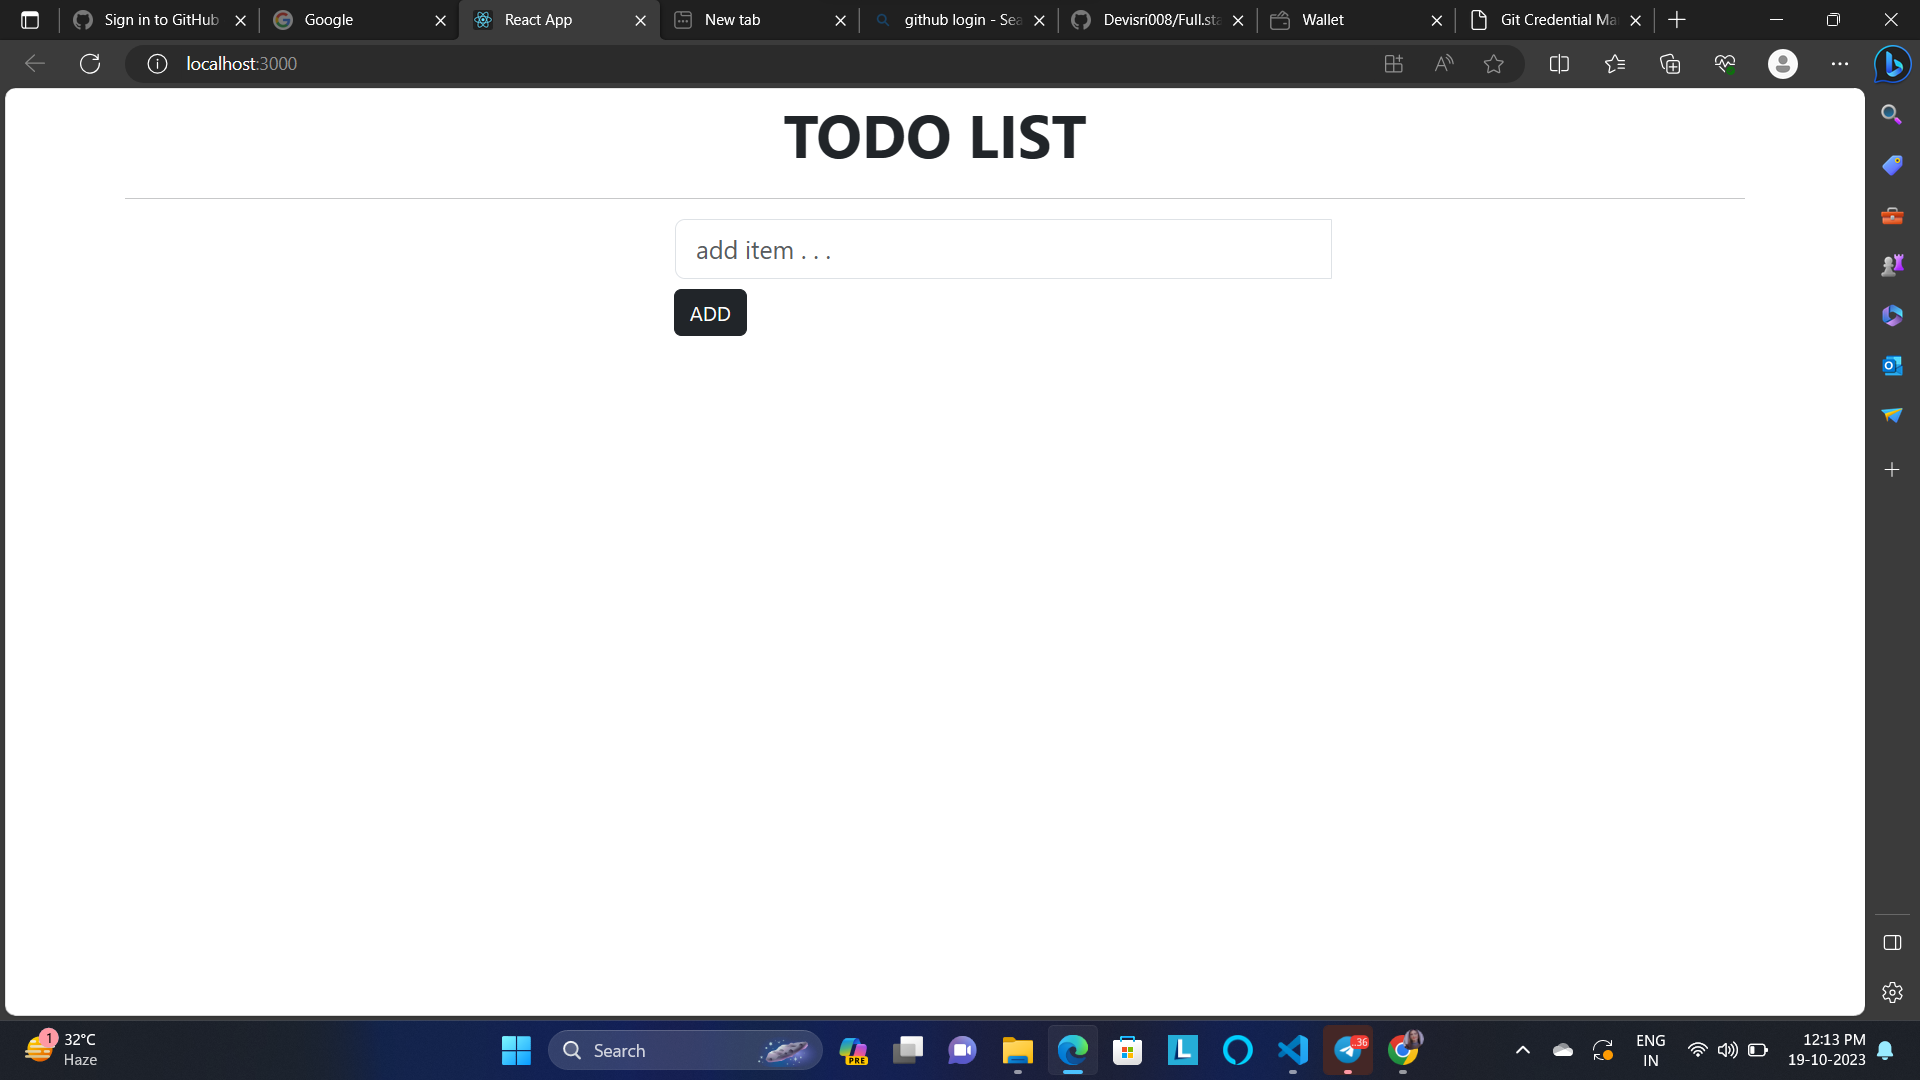 Sign in to GitHub
Google
React App
New tab
github login - Sea
Devisri008/Full.sta
Wallet
Git Credential Ma
localhost:3000
TODO LIST
add item . . .
ADD
1
32°C
Haze
Search
PRE
L
..36
ENG
IN
12:13 PM
19-10-2023